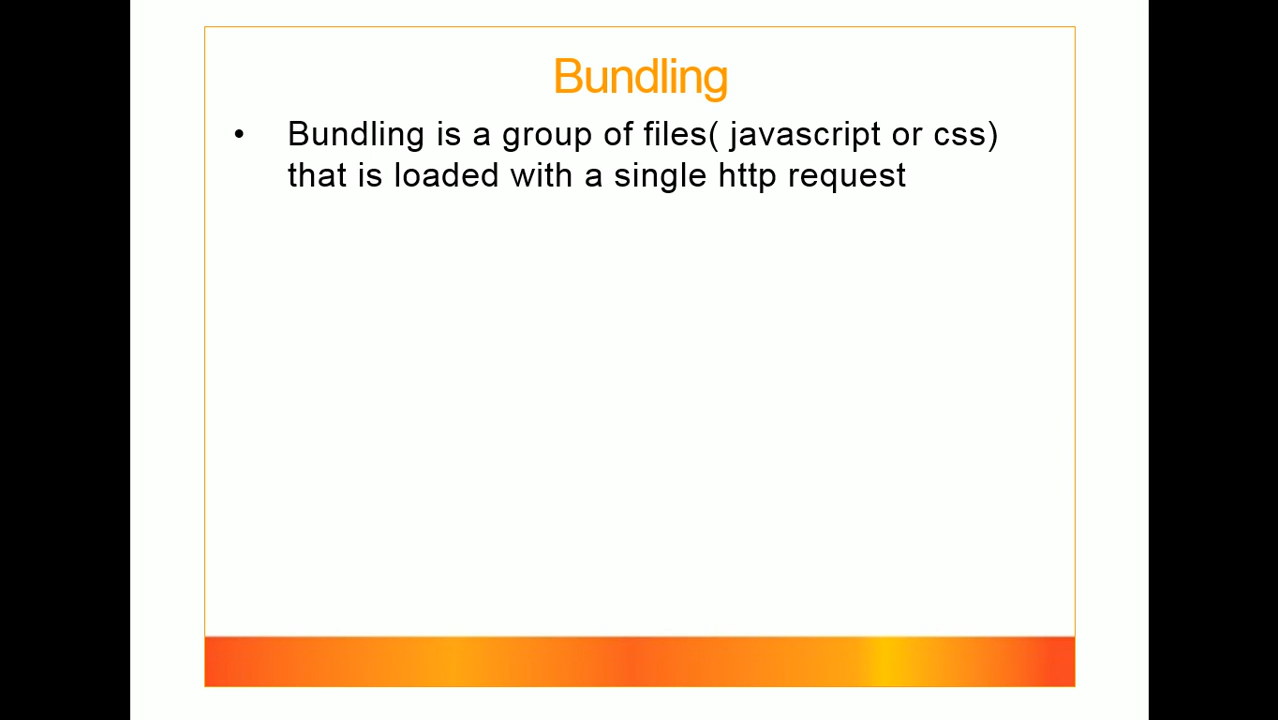 Bundling
• Bundling is a group of files( javascript or css)
that is loaded with a single http request